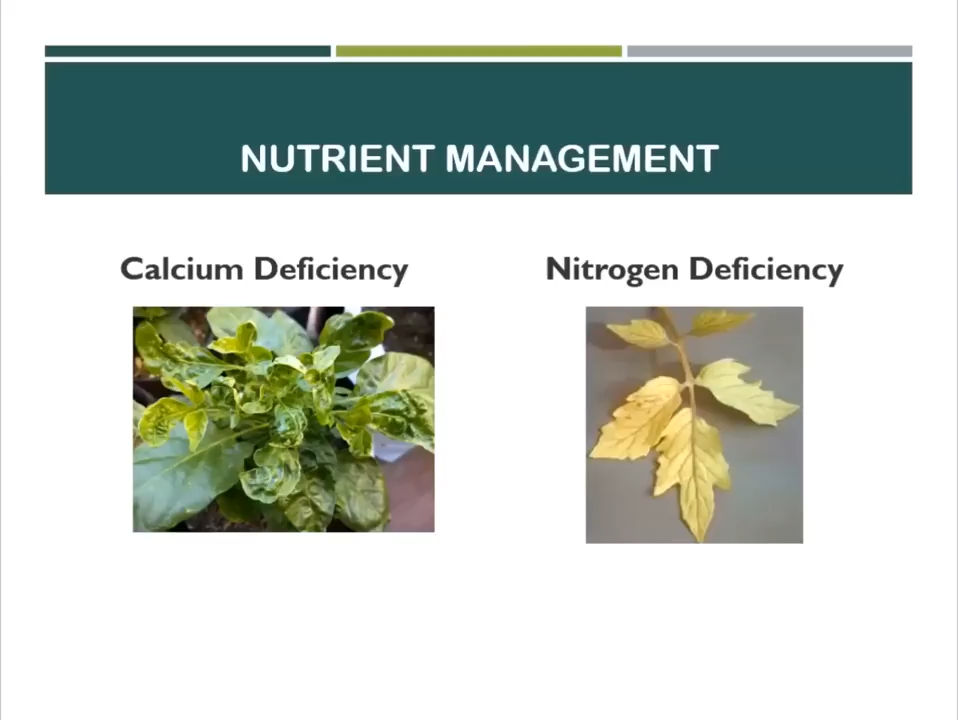 NUTRIENT MANAGEMENT
Calcium Deficiency
Nitrogen Deficiency